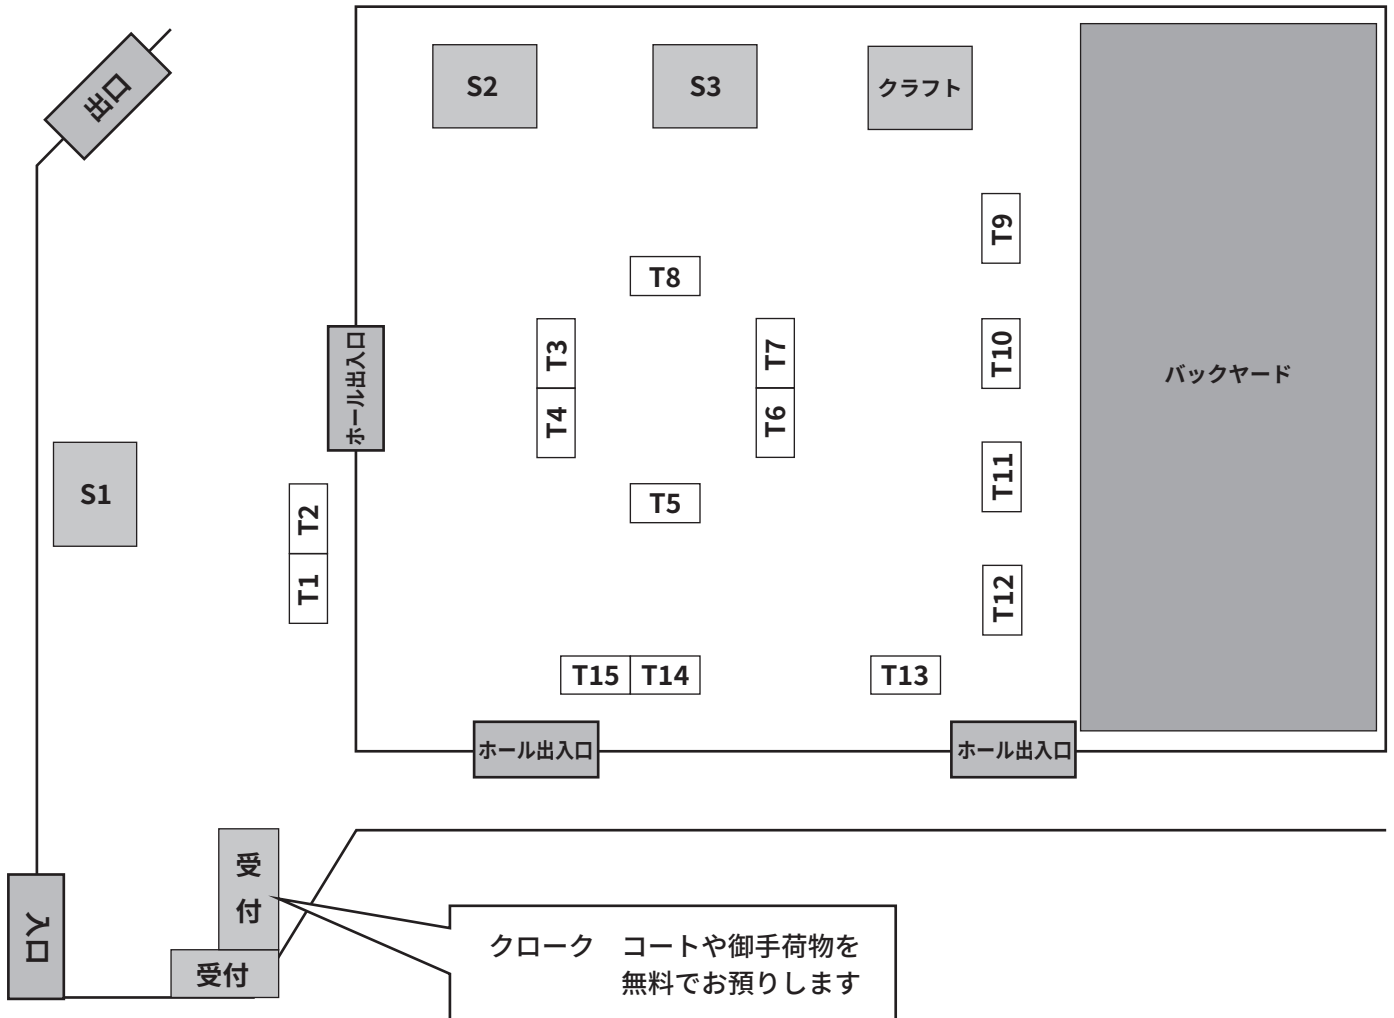 出口
S2
S3
クラフト
T9
T8
T3
T7
T10
バックヤード
ホール出入口
T4
T6
S1
T11
T2
T5
T1
T12
T15
T14
T13
ホール出入口
ホール出入口
受付
入口
受付
クローク　コートや御手荷物を
無料でお預りします